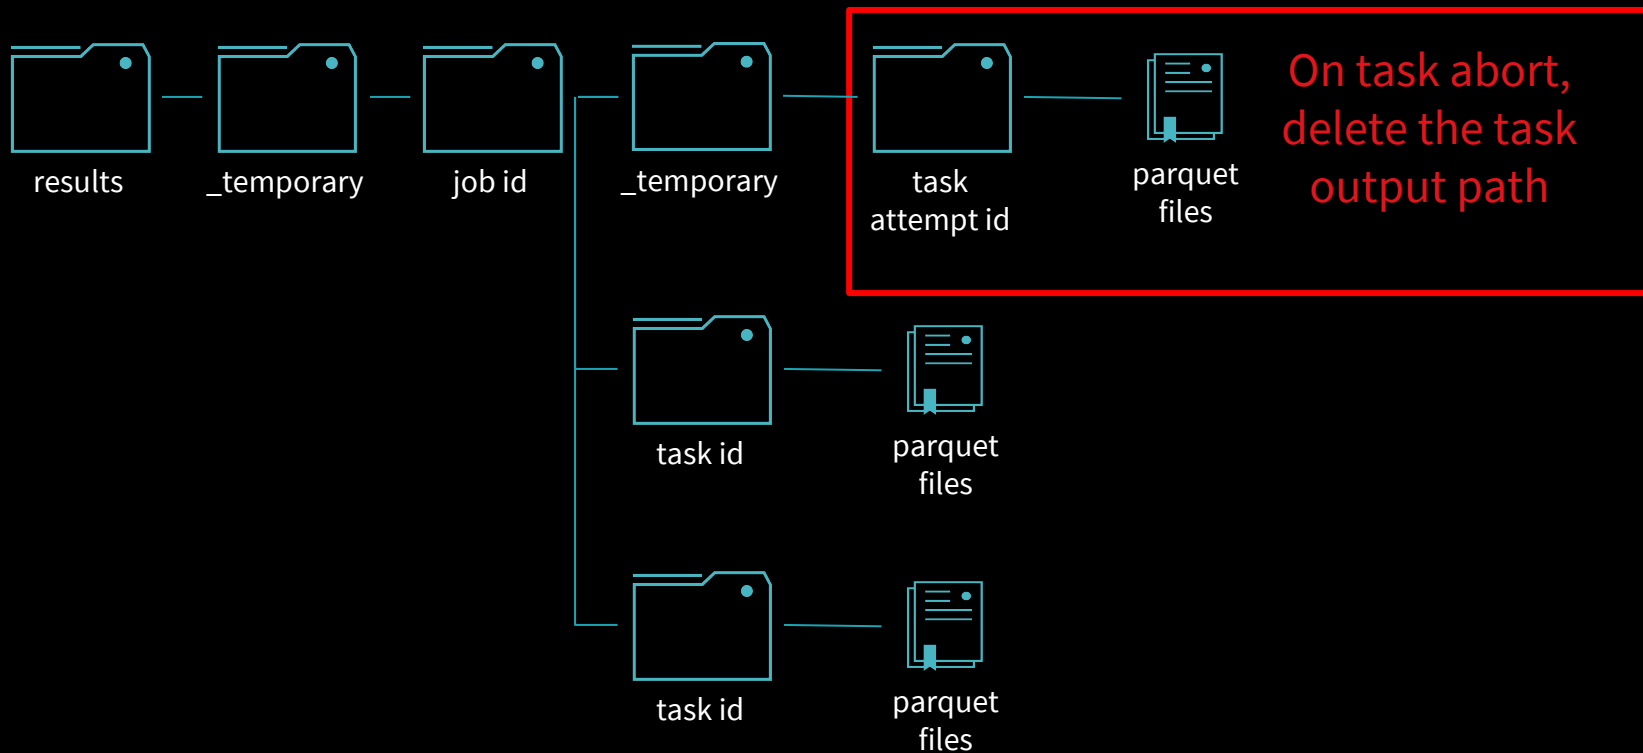 results
_temporary
job id
_temporary
task
attempt id
parquet
files
On task abort,
delete the task
output path
task id
parquet
files
task id
parquet
files